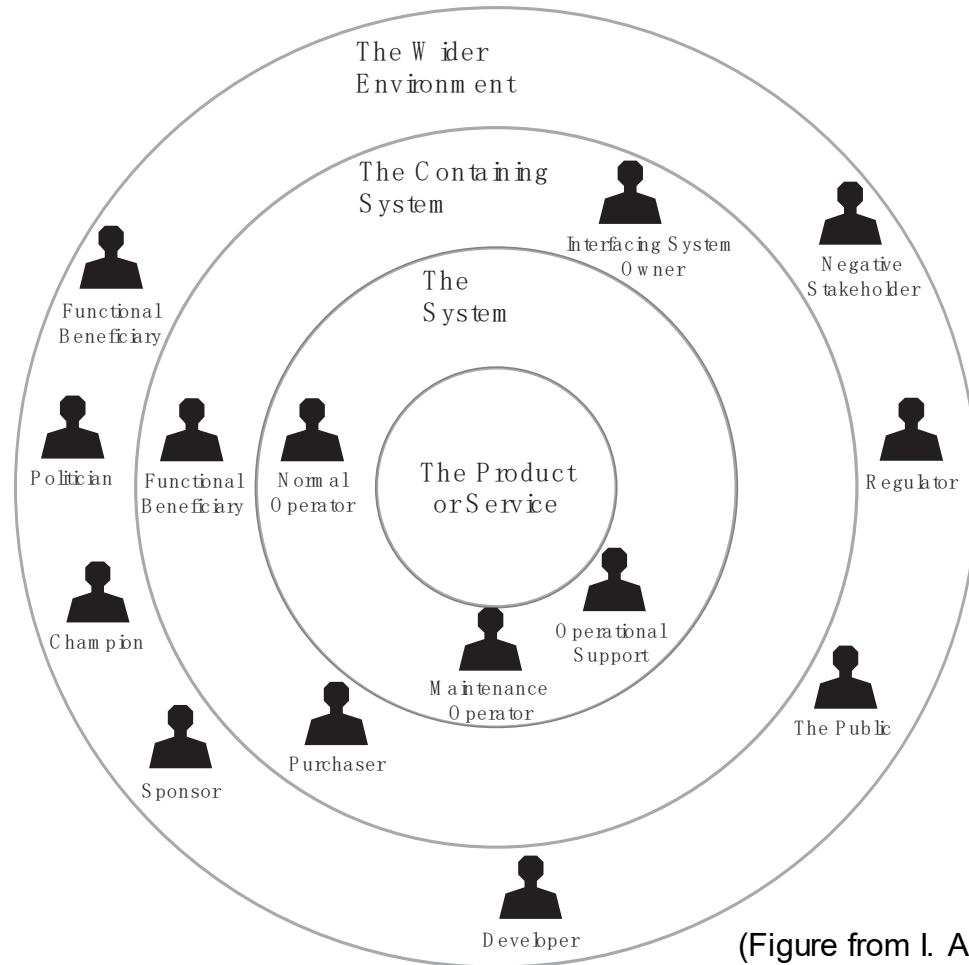 The Wider
Environment
The Containing
System
Interfacing System
Owner
Negative
Stakeholder
The
System
Functional
Beneficiary
Politician
Functional
Beneficiary
Normal
Operator
The Product
or Service
Regulator
Champion
Operational
Support
Maintenance
Operator
The Public
Purchaser
Sponsor
Developer
(Figure from I. A